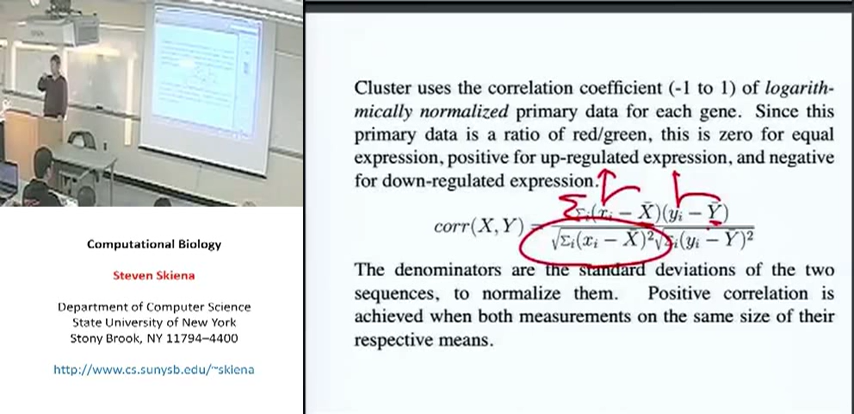 Computational Biology
Steven Skiena
Department of Computer Science
State University of New York
Stony Brook, NY 11794–4400
http://www.cs.sunysb.edu/~skiena
Cluster uses the correlation coefficient (-1 to 1) of logarith-
mically normalized primary data for each gene. Since this
primary data is a ratio of red/green, this is zero for equal
expression, positive for up-regulated expression, and negative
for down-regulated expression.
corr(X, Y) = Σᵢ(xᵢ − X̄)(yᵢ − Ȳ) / √Σᵢ(xᵢ − X̄)²√Σᵢ(yᵢ − Ȳ)²
The denominators are the standard deviations of the two
sequences, to normalize them. Positive correlation is
achieved when both measurements on the same size of their
respective means.